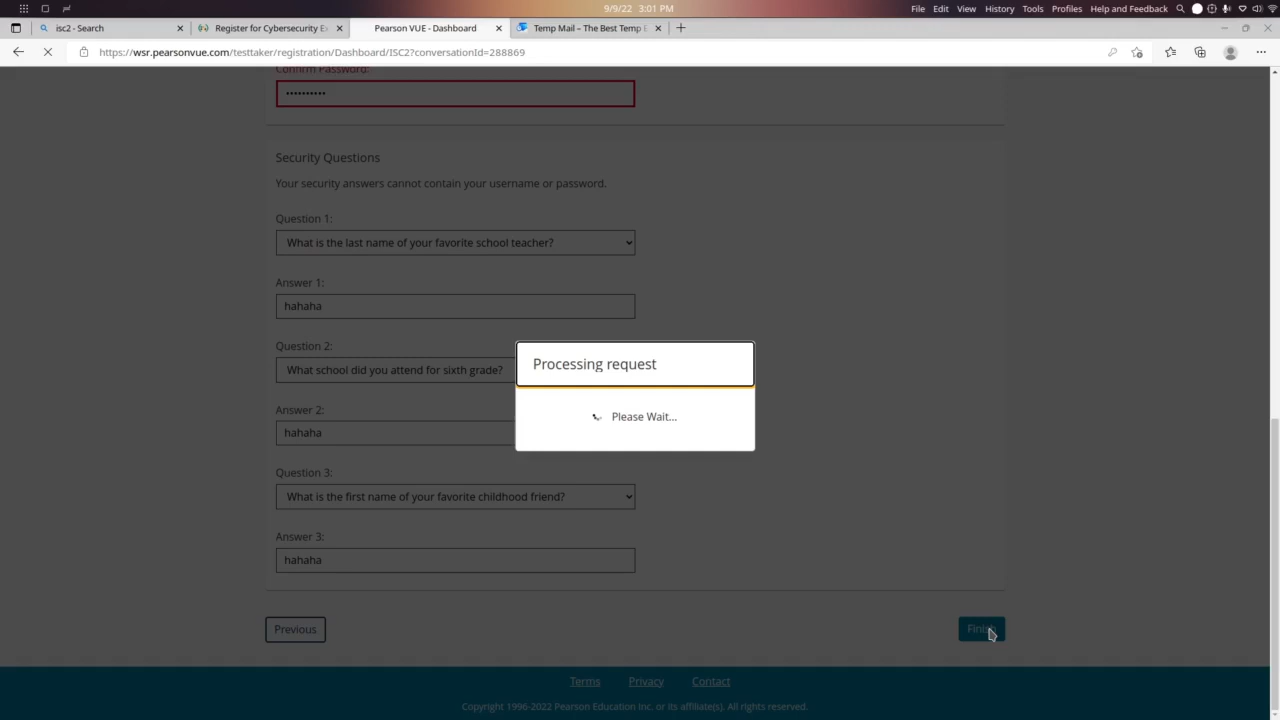 9/9/22 3:01 PM
File Edit View History Tools Profiles Help and Feedback
isc2 - Search
Register for Cybersecurity Ex
Pearson VUE - Dashboard
Temp Mail – The Best Temp E
https://wsr.pearsonvue.com/testtaker/registration/Dashboard/ISC2?conversationId=288869
Confirm Password:
••••••••••
Security Questions
Your security answers cannot contain your username or password.
Question 1:
What is the last name of your favorite school teacher?
Answer 1:
hahaha
Question 2:
What school did you attend for sixth grade?
Answer 2:
hahaha
Question 3:
What is the first name of your favorite childhood friend?
Answer 3:
hahaha
Processing request
Please Wait...
Previous
Finish
Terms Privacy Contact
Copyright 1996-2022 Pearson Education Inc. or its affiliate(s). All rights reserved.